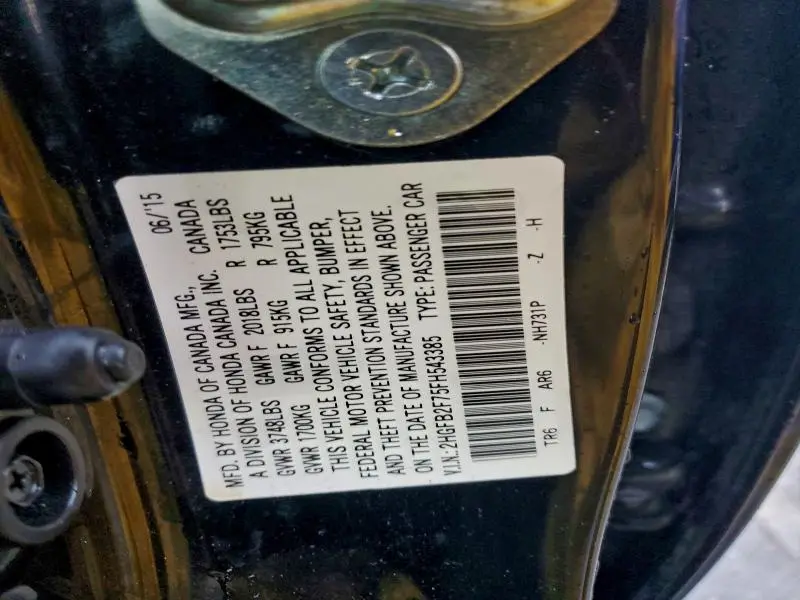 MFD. BY HONDA OF CANADA MFG., 06/'15
A DIVISION OF HONDA CANADA INC. CANADA
GVWR 3748LBS GAWR F 2018LBS R 1753LBS
GVWR 1700KG GAWR F 915KG R 795KG
THIS VEHICLE CONFORMS TO ALL APPLICABLE
FEDERAL MOTOR VEHICLE SAFETY, BUMPER,
AND THEFT PREVENTION STANDARDS IN EFFECT
ON THE DATE OF MANUFACTURE SHOWN ABOVE.
V.I.N.:2HGFB2F75FH543385 TYPE:PASSENGER CAR
TR6 F AR6 -NH731P -Z -H